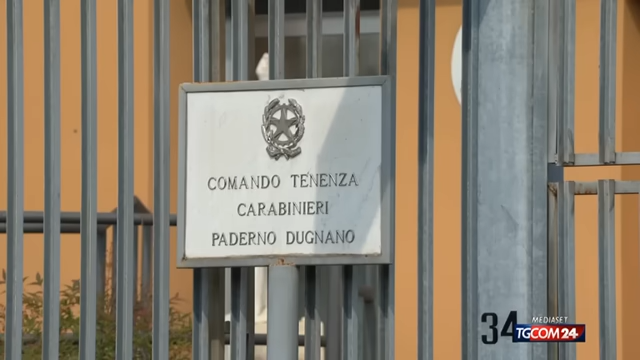 COMANDO TENENZA
CARABINIERI
PADERNO DUGNANO
34
MEDIASET
TGCOM24